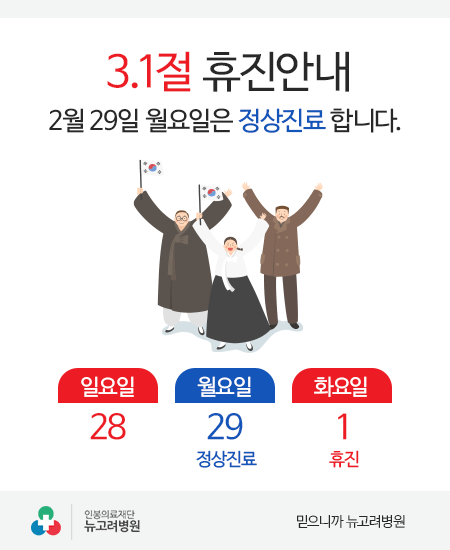 3.1절 휴진안내
2월 29일 월요일은 정상진료 합니다.
일요일 월요일 화요일
28 29 1
정상진료 휴진
인봉의료재단
뉴고려병원
믿으니까 뉴고려병원